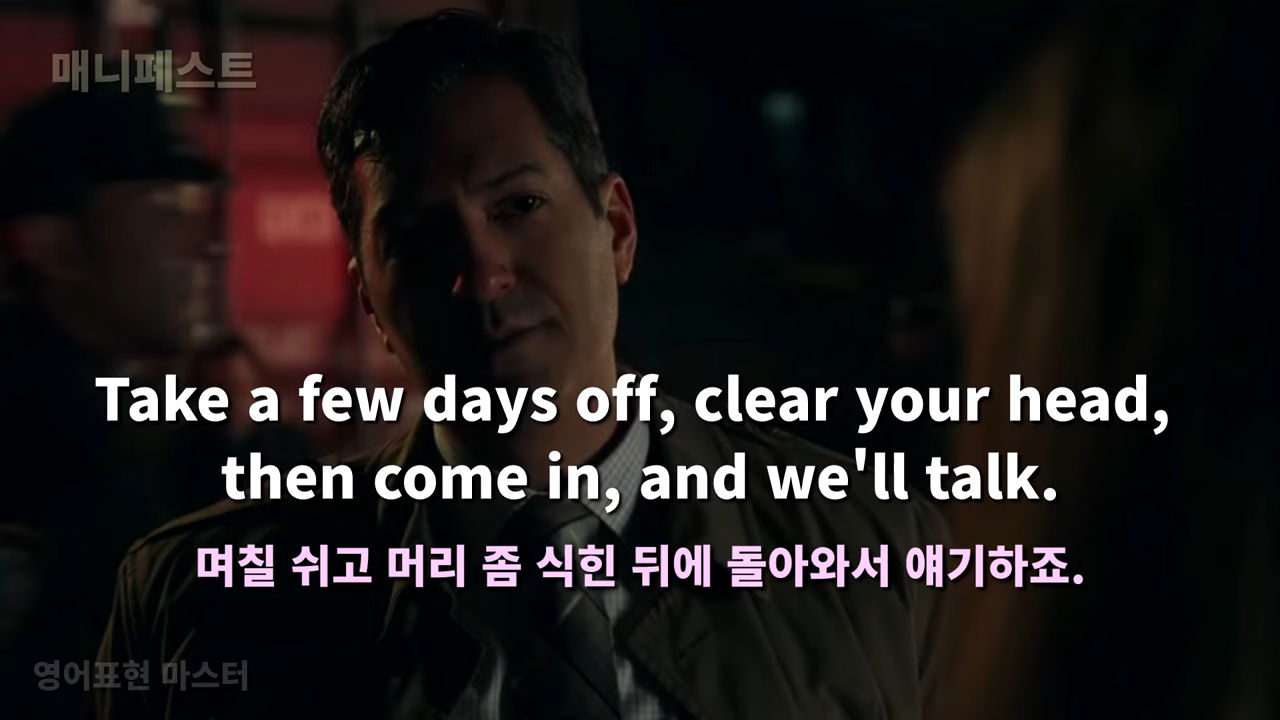 매니페스트
Take a few days off, clear your head,
then come in, and we'll talk.
며칠 쉬고 머리 좀 식힌 뒤에 돌아와서 얘기하죠.
영어표현 마스터